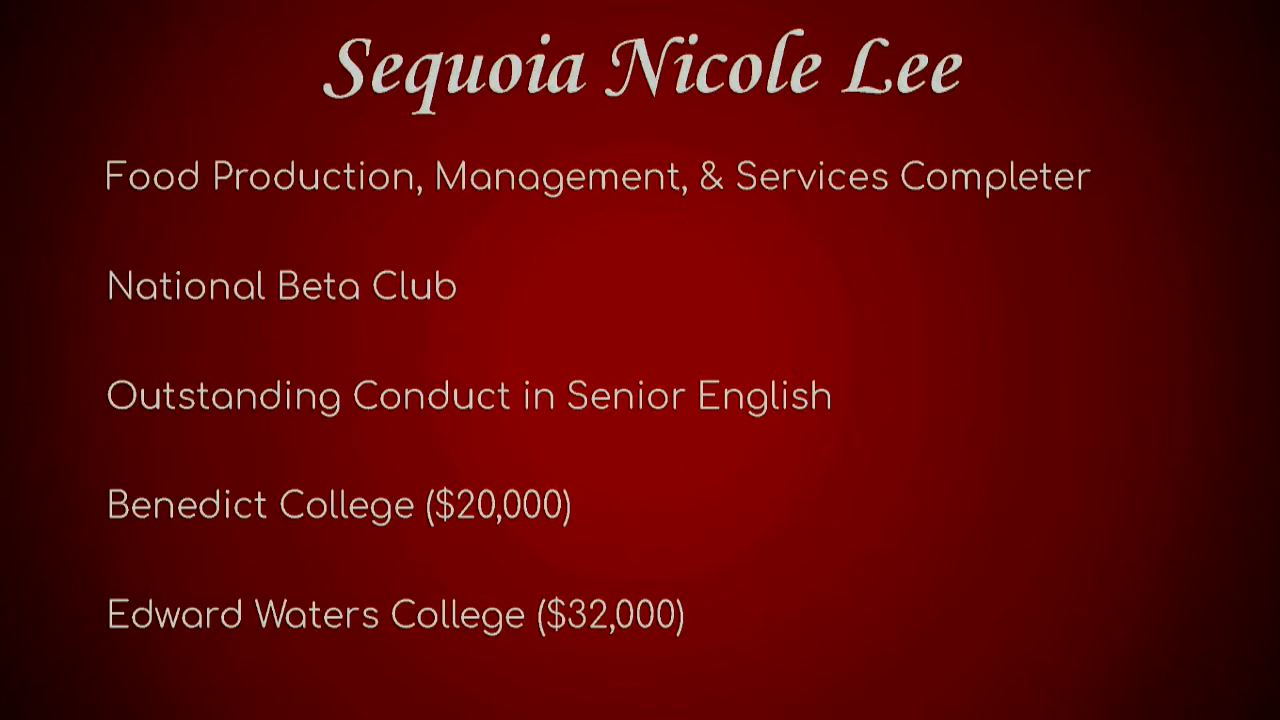 Sequoia Nicole Lee
Food Production, Management, & Services Completer
National Beta Club
Outstanding Conduct in Senior English
Benedict College ($20,000)
Edward Waters College ($32,000)